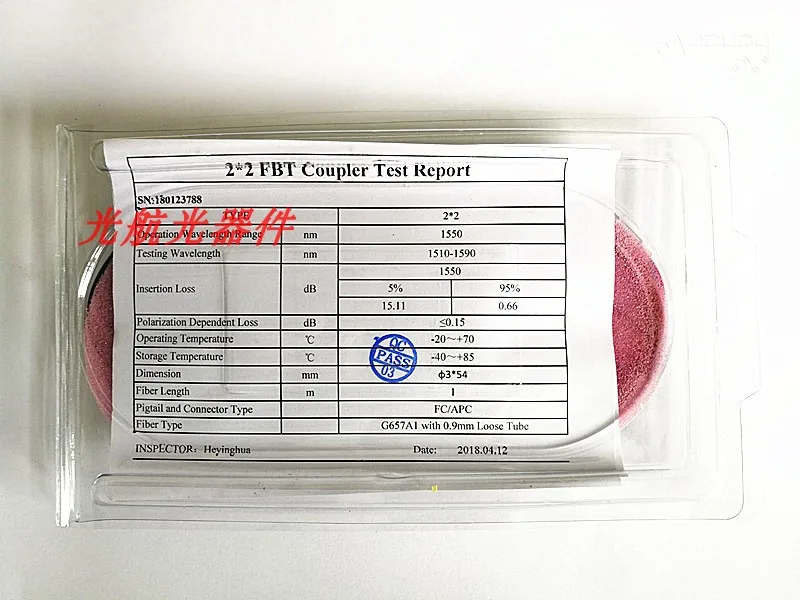 2*2 FBT Coupler Test Report
SN:180123788
光航光器件
TYPE 2*2
Operation Wavelength Range nm 1550
Testing Wavelength nm 1510-1590
1550
Insertion Loss dB 5% 95%
15.11 0.66
Polarization Dependent Loss dB ≤0.15
Operating Temperature ℃ -20～+70
Storage Temperature ℃ -40～+85
QC
PASS
03
Dimension mm ф3*54
Fiber Length m 1
Pigtail and Connector Type FC/APC
Fiber Type G657A1 with 0.9mm Loose Tube
INSPECTOR：Heyinghua Date: 2018.04.12